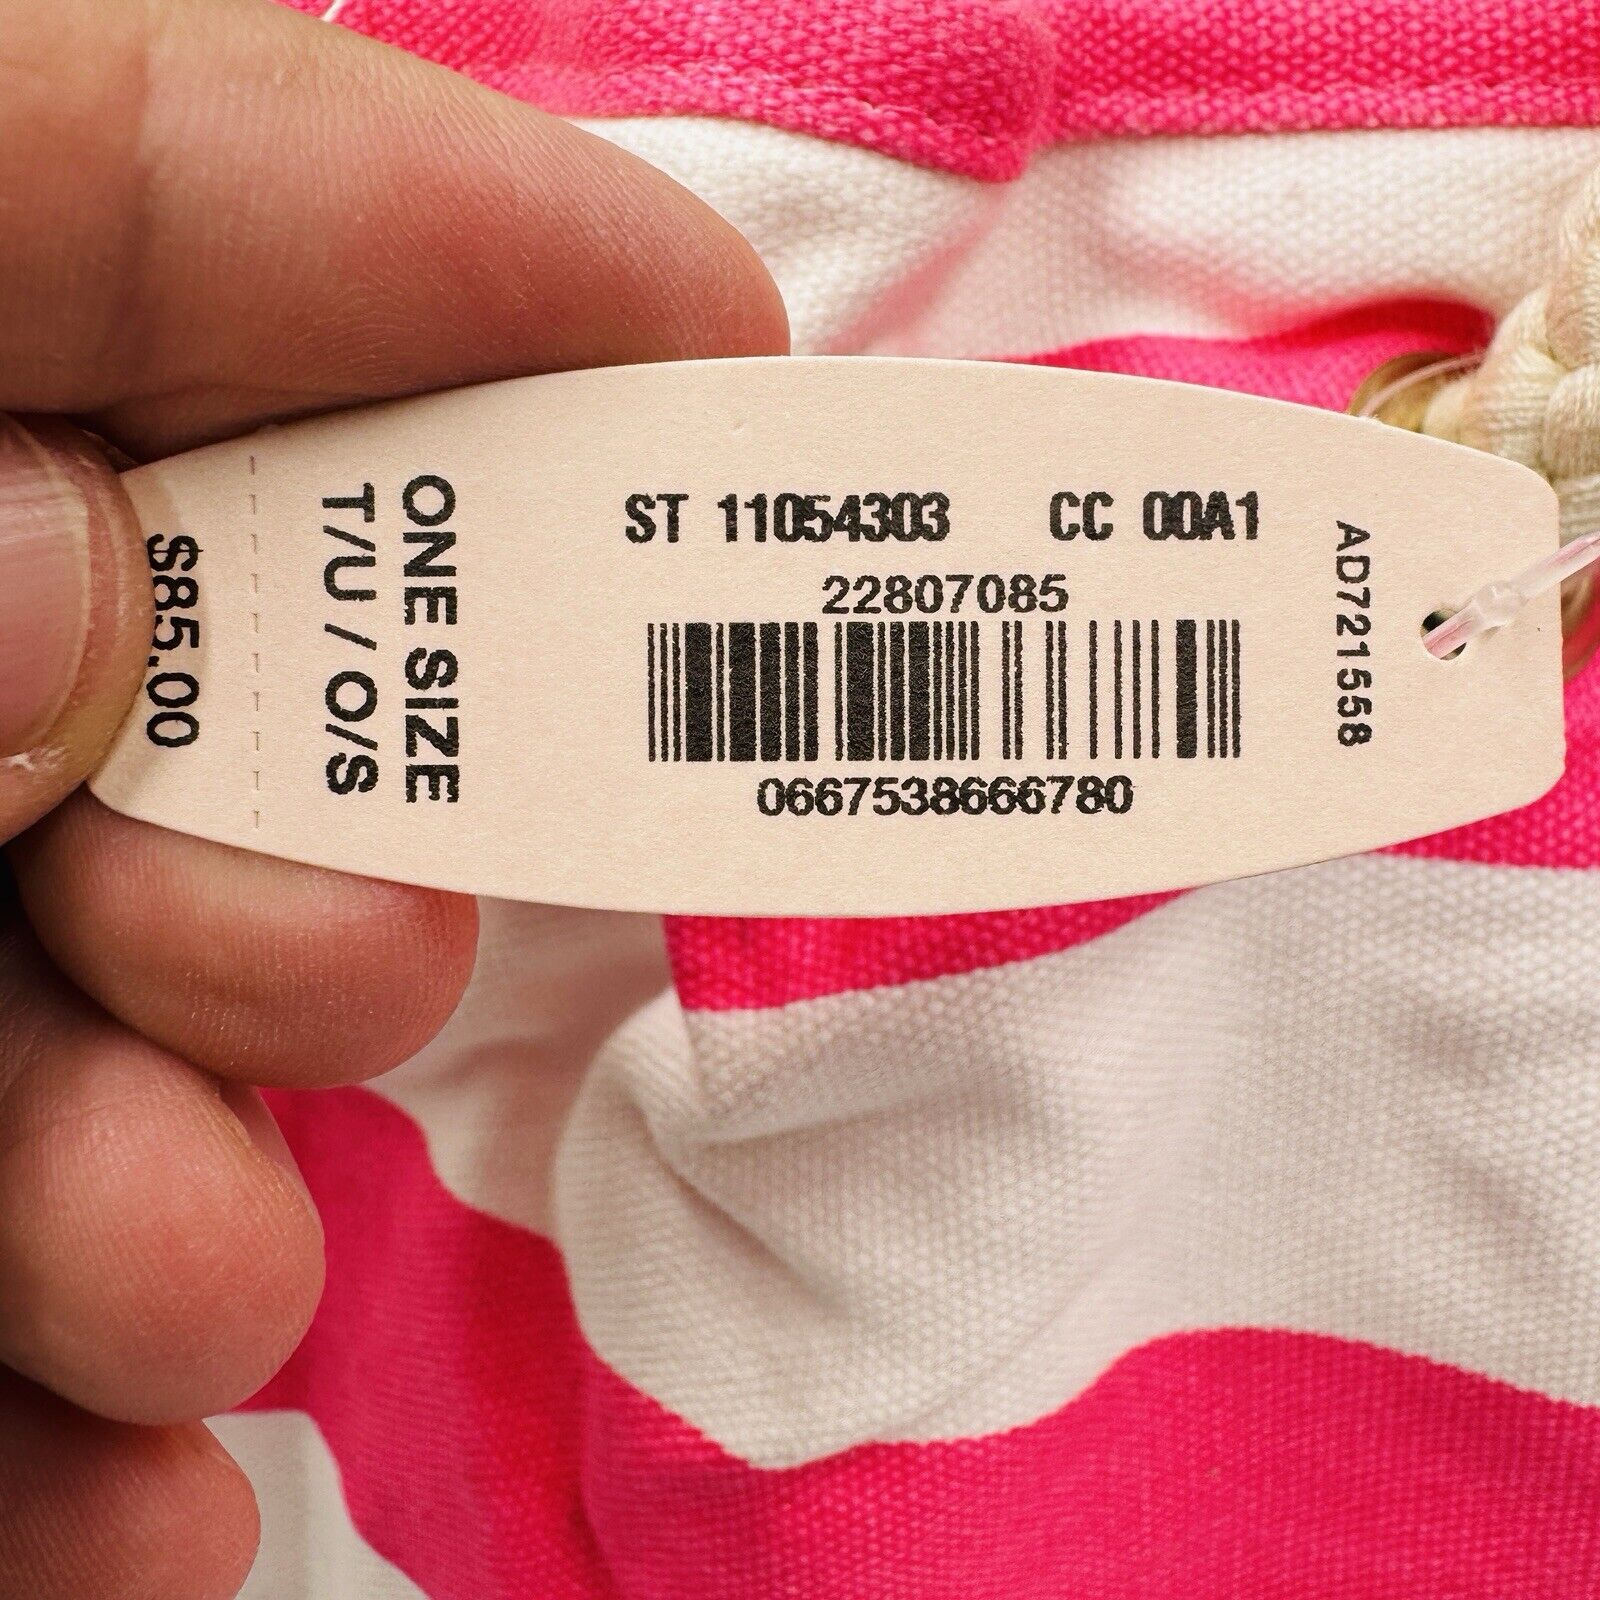 ST 11054303 CC 00A1
22807085
0667538666780
AD721558
ONE SIZE
T/U / O/S
$85.00